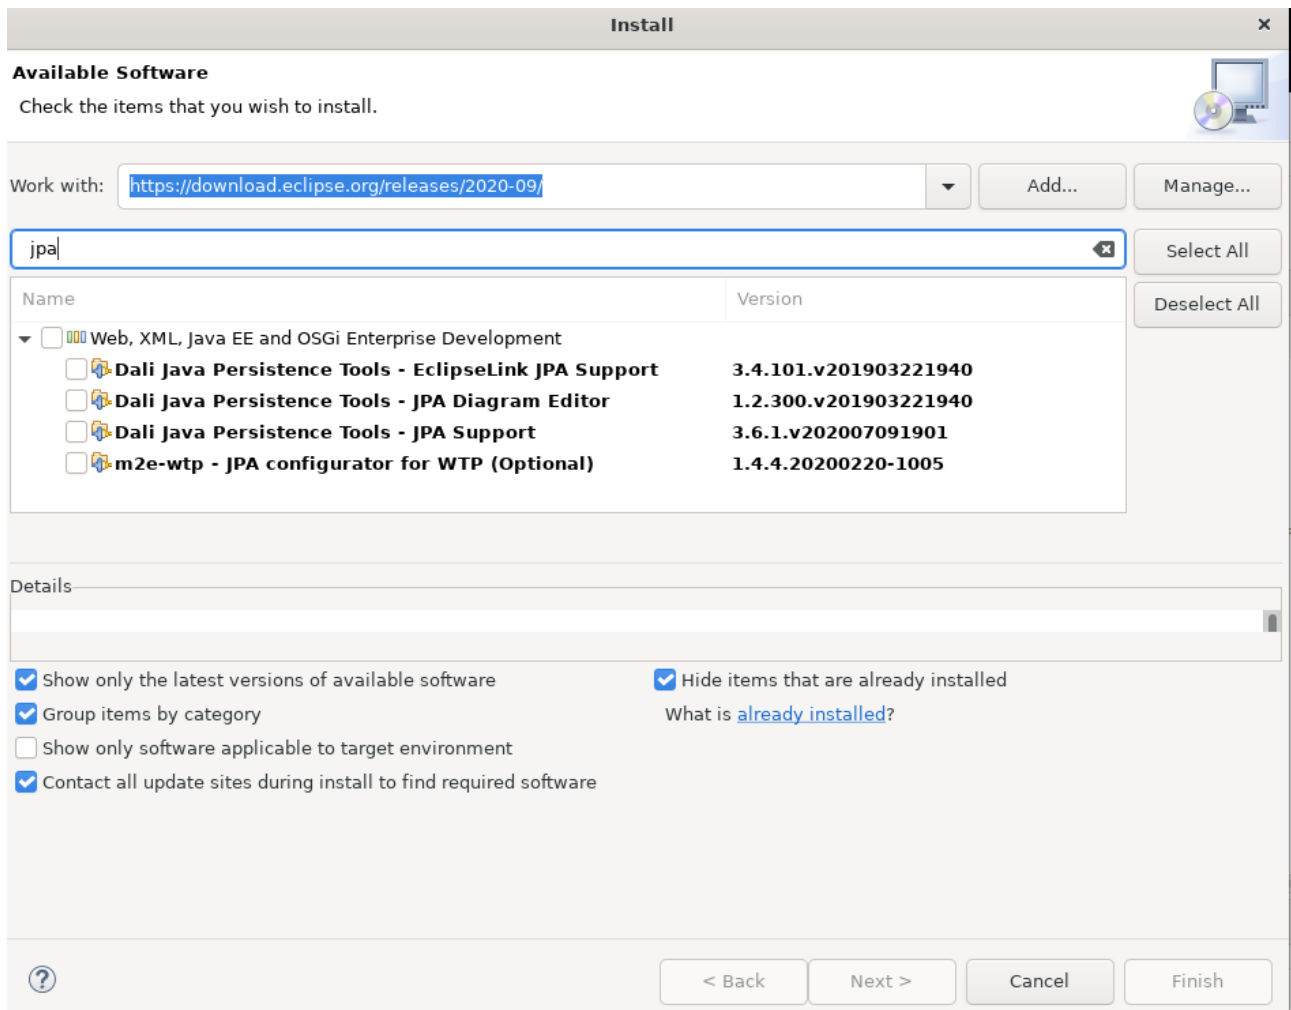 Install
Available Software
Check the items that you wish to install.
Work with: https://download.eclipse.org/releases/2020-09/ Add... Manage...
jpa Select All
Name Version Deselect All
Web, XML, Java EE and OSGi Enterprise Development
Dali Java Persistence Tools - EclipseLink JPA Support 3.4.101.v201903221940
Dali Java Persistence Tools - JPA Diagram Editor 1.2.300.v201903221940
Dali Java Persistence Tools - JPA Support 3.6.1.v202007091901
m2e-wtp - JPA configurator for WTP (Optional) 1.4.4.20200220-1005
Details
Show only the latest versions of available software Hide items that are already installed
Group items by category What is already installed?
Show only software applicable to target environment
Contact all update sites during install to find required software
? < Back Next > Cancel Finish